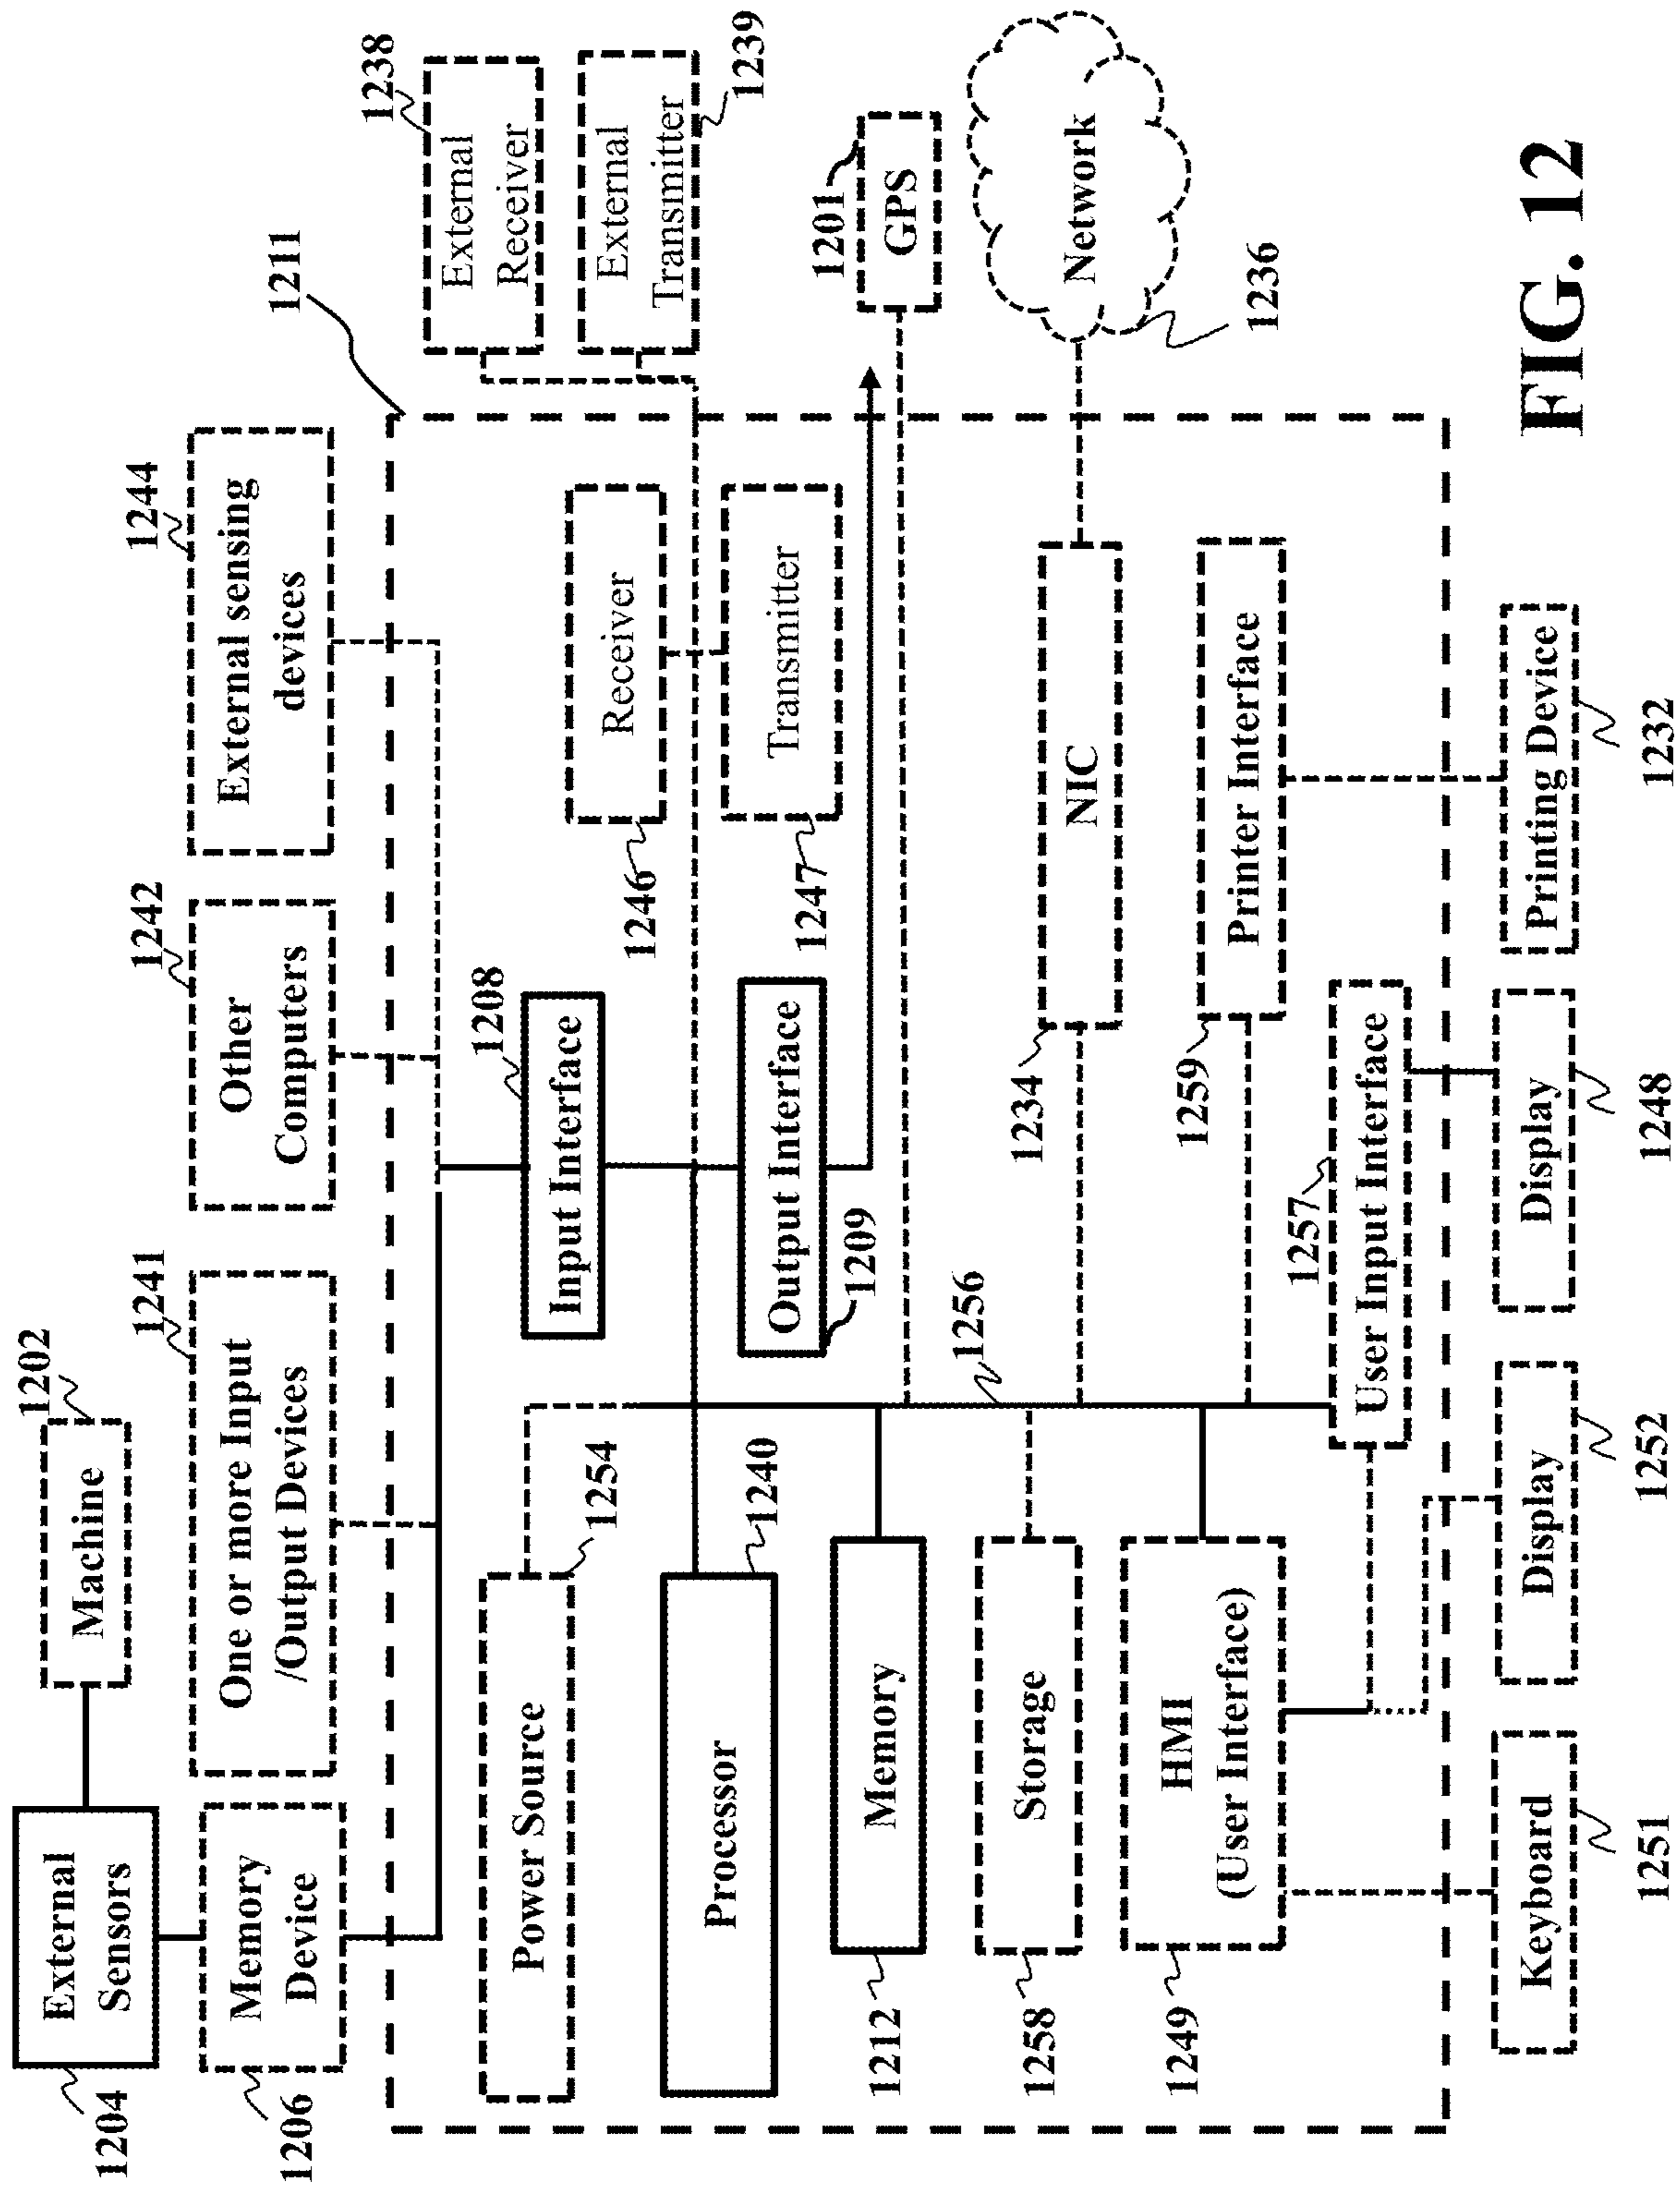 1204
External
Sensors
Machine
1202
1206
Memory
Device
One or more Input
/Output Devices
1241
Other
Computers
1242
External sensing
devices
1244
1211
Power Source
1254
Input Interface
1208
Receiver
1246
External
Receiver
1238
Processor
1240
Output Interface
1209
Transmitter
1247
External
Transmitter
1239
1212
Memory
1256
GPS
1201
1258
Storage
NIC
1234
Network
1236
1249
HMI
(User Interface)
Printer Interface
1259
User Input Interface
1257
Keyboard
1251
Display
1252
Display
1248
Printing Device
1232
FIG. 12